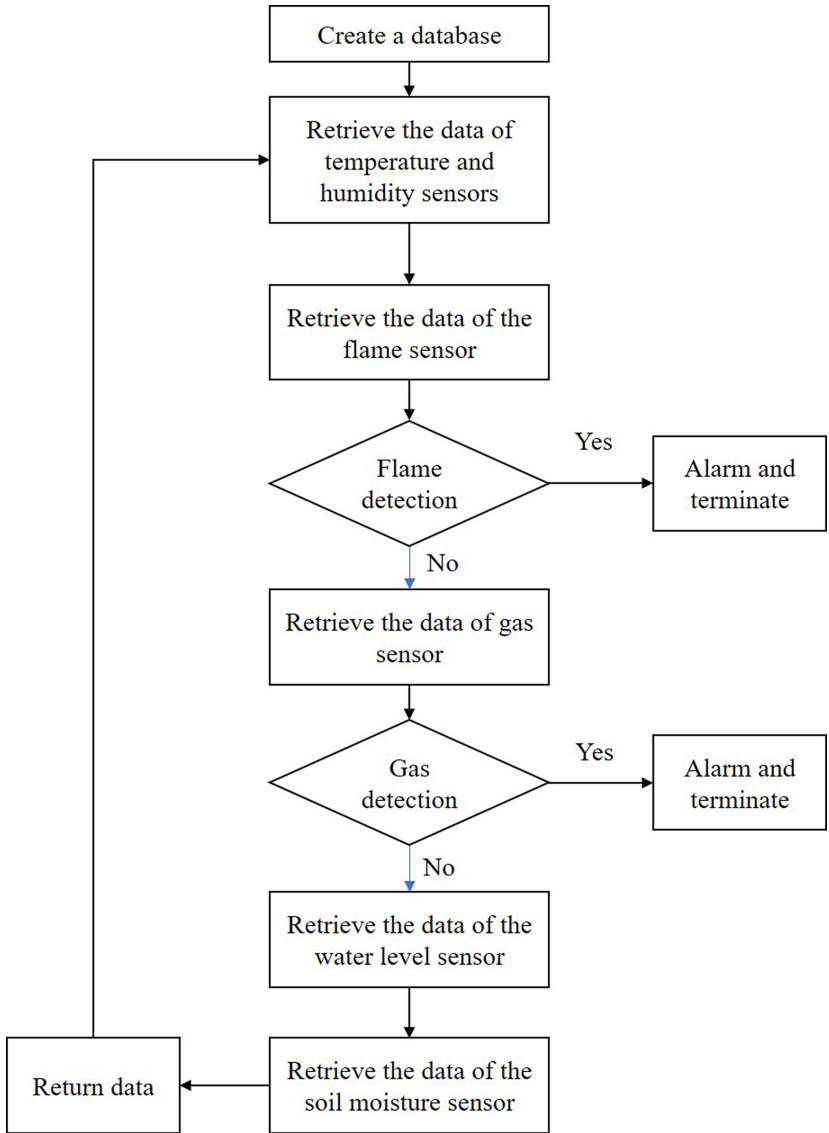 Create a database
Retrieve the data of
temperature and
humidity sensors
Retrieve the data of the
flame sensor
Flame
detection
Yes
Alarm and
terminate
No
Retrieve the data of gas
sensor
Gas
detection
Yes
Alarm and
terminate
No
Retrieve the data of the
water level sensor
Retrieve the data of the
soil moisture sensor
Return data